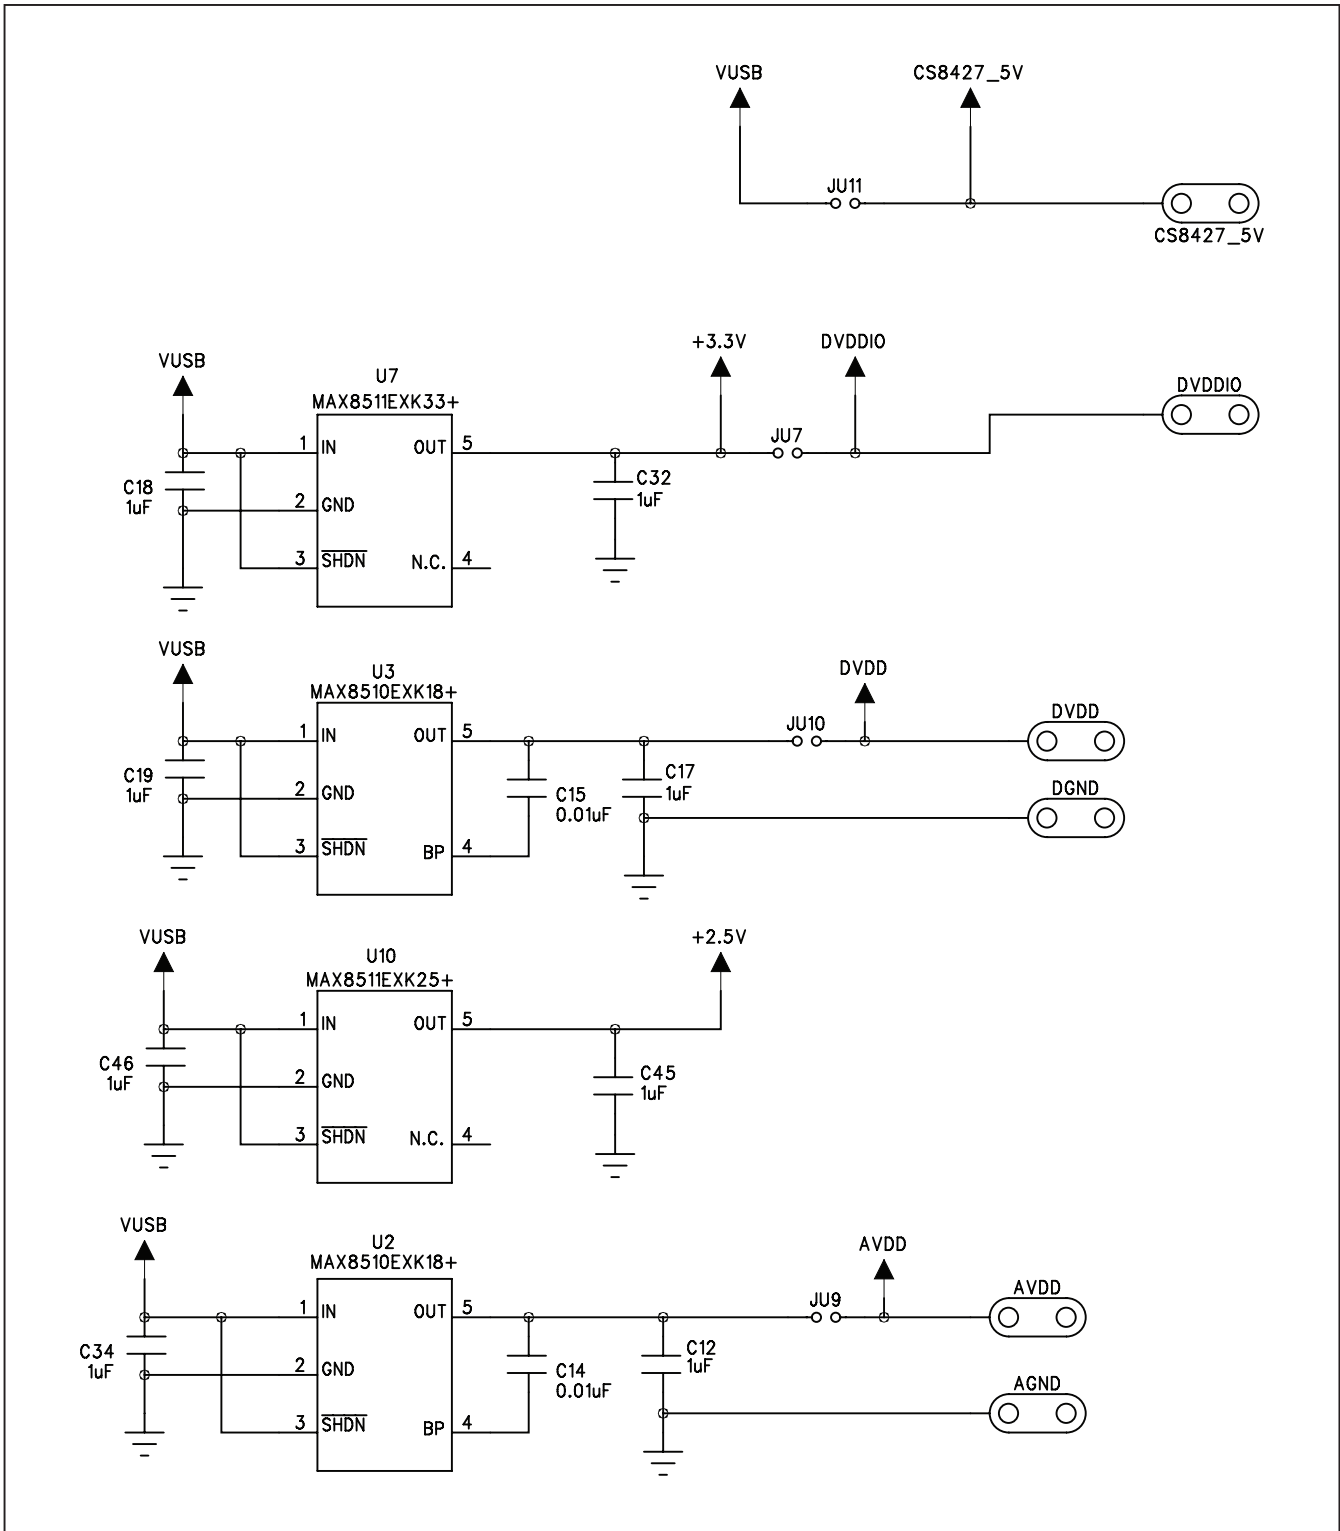 VUSB CS8427_5V
JU11
CS8427_5V
+3.3V DVDDIO
VUSB
U7
DVDDIO
MAX8511EXK33+
JU7
1 IN OUT 5
C18
1uF
C32
1uF
2 GND
3 SHDN N.C. 4
VUSB
U3
DVDD
MAX8510EXK18+
DVDD
JU10
1 IN OUT 5
C19
1uF
C17
1uF
2 GND
DGND
C15
0.01uF
3 SHDN BP 4
VUSB
+2.5V
U10
MAX8511EXK25+
1 IN OUT 5
C46
1uF
C45
1uF
2 GND
3 SHDN N.C. 4
VUSB
U2
AVDD
MAX8510EXK18+
AVDD
JU9
1 IN OUT 5
C34
1uF
C12
1uF
2 GND
C14
0.01uF
AGND
3 SHDN BP 4